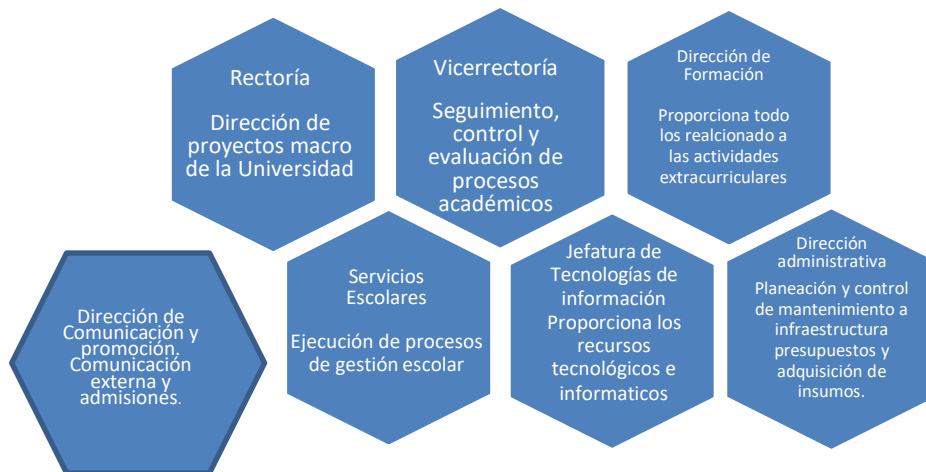 Rectoría
Dirección de
proyectos macro
de la Universidad
Vicerrectoría
Seguimiento,
control y
evaluación de
procesos
académicos
Dirección de
Formación
Proporciona todo
los realcionado a
las actividades
extracurriculares
Dirección de
Comunicación y
promoción.
Comunicación
externa y
admisiones.
Servicios
Escolares
Ejecución de procesos
de gestión escolar
Jefatura de
Tecnologías de
información
Proporciona los
recursos
tecnológicos e
informaticos
Dirección
administrativa
Planeación y control
de mantenimiento a
infraestructura
presupuestos y
adquisición de
insumos.